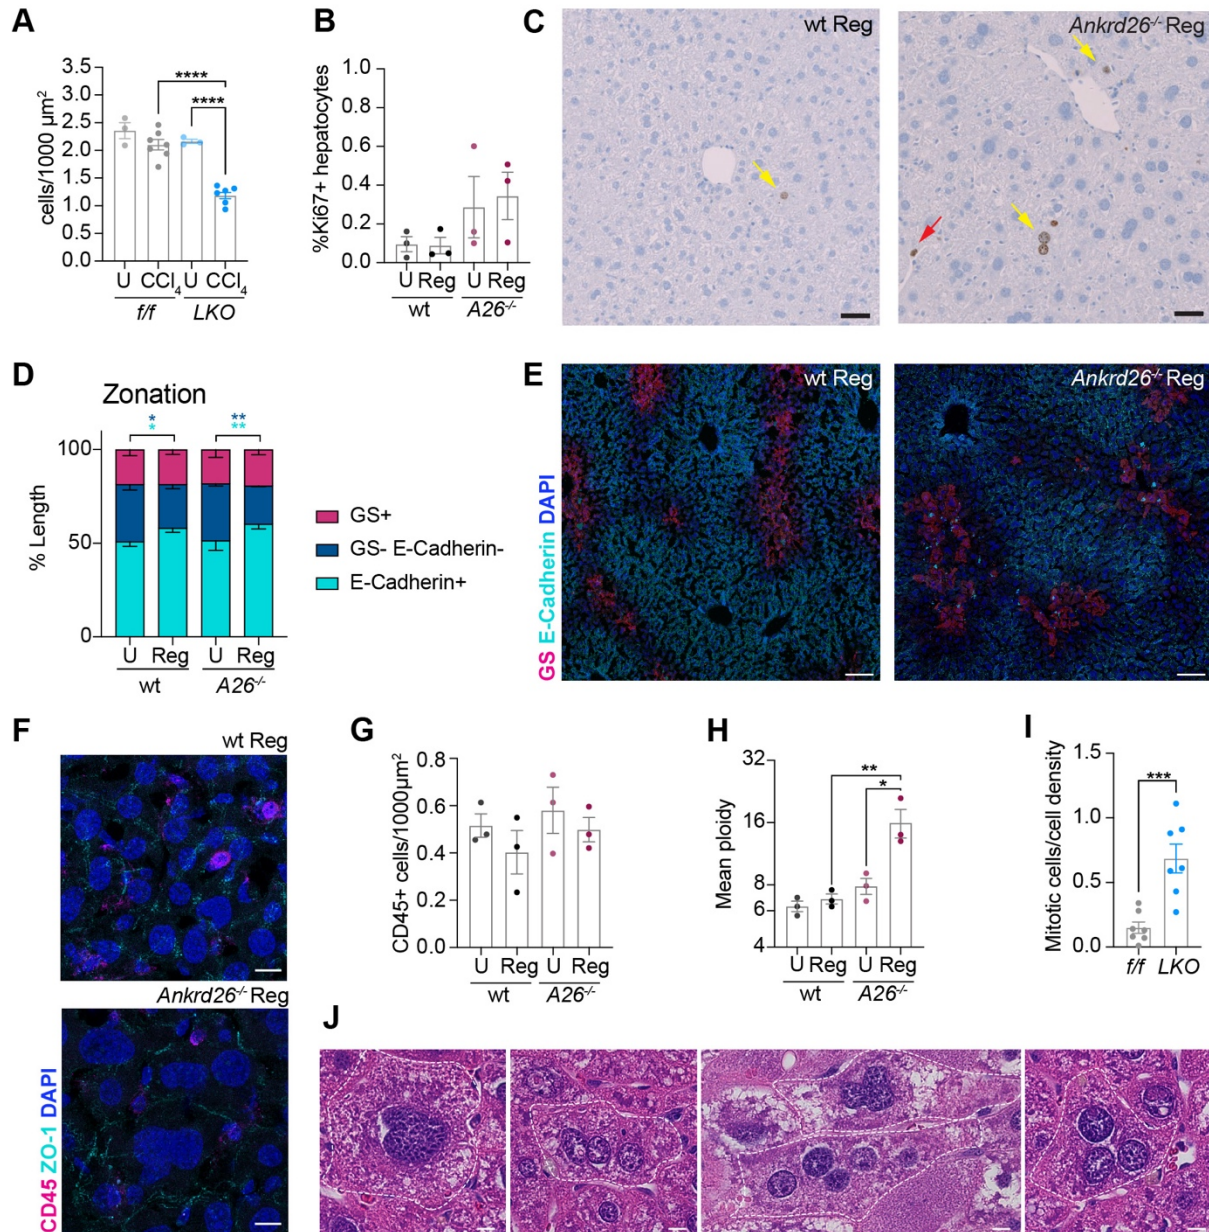 A
cells/1000 µm²
3.5
3.0
2.5
2.0
1.5
1.0
0.5
0
****
****
U CCl₄ U CCl₄
f/f LKO
B
%Ki67+ hepatocytes
1.0
0.8
0.6
0.4
0.2
0.0
U Reg U Reg
wt A26⁻/⁻
C
wt Reg
Ankrd26⁻/⁻ Reg
D
Zonation
% Length
100
50
0
* **
* **
U Reg U Reg
wt A26⁻/⁻
GS+
GS- E-Cadherin-
E-Cadherin+
E
GS E-Cadherin DAPI
wt Reg
Ankrd26⁻/⁻ Reg
F
wt Reg
Ankrd26⁻/⁻ Reg
CD45 ZO-1 DAPI
G
CD45+ cells/1000µm²
0.8
0.6
0.4
0.2
0.0
U Reg U Reg
wt A26⁻/⁻
H
Mean ploidy
32
16
8
6
4
**
*
U Reg U Reg
wt A26⁻/⁻
I
Mitotic cells/cell density
1.5
1.0
0.5
0.0
***
f/f LKO
J